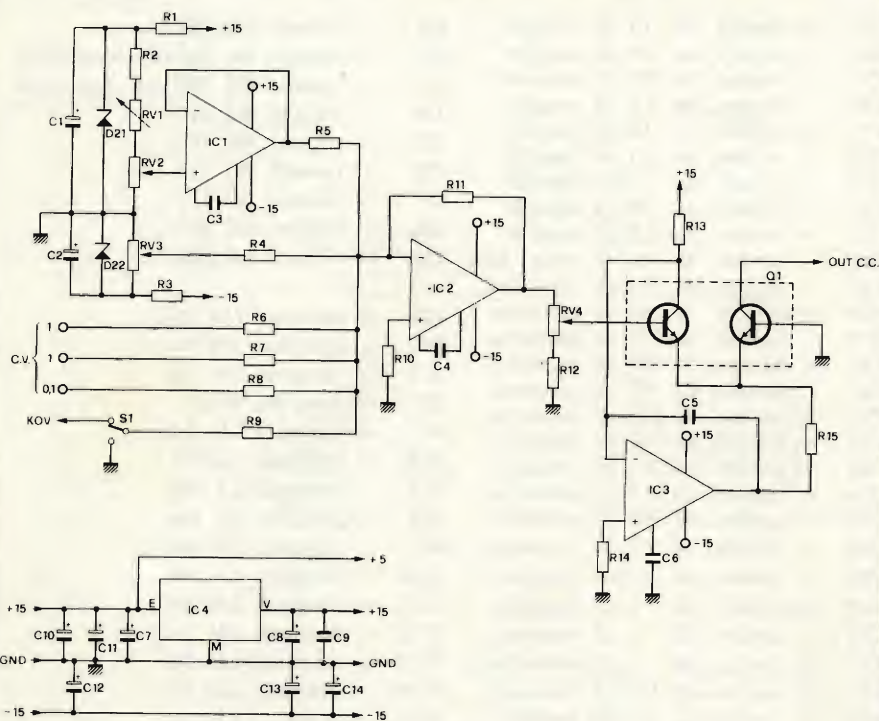 R1
+15
R2
C1
D21
RV1
RV2
IC1
-
+
+15
-15
C3
R5
C2
D22
RV3
R4
R3
-15
R11
+15
R13
OUT C.C.
Q1
-
IC2
+
+15
-15
C4
R10
RV4
R12
C.V.
1
R6
1
R7
0,1
R8
KOV
S1
R9
C5
R15
-
IC3
+
+15
-15
R14
C6
+ 5
+15
E
IC 4
V
+15
M
C10
C11
C7
C8
C9
GND
GND
C12
C13
C14
- 15
-15